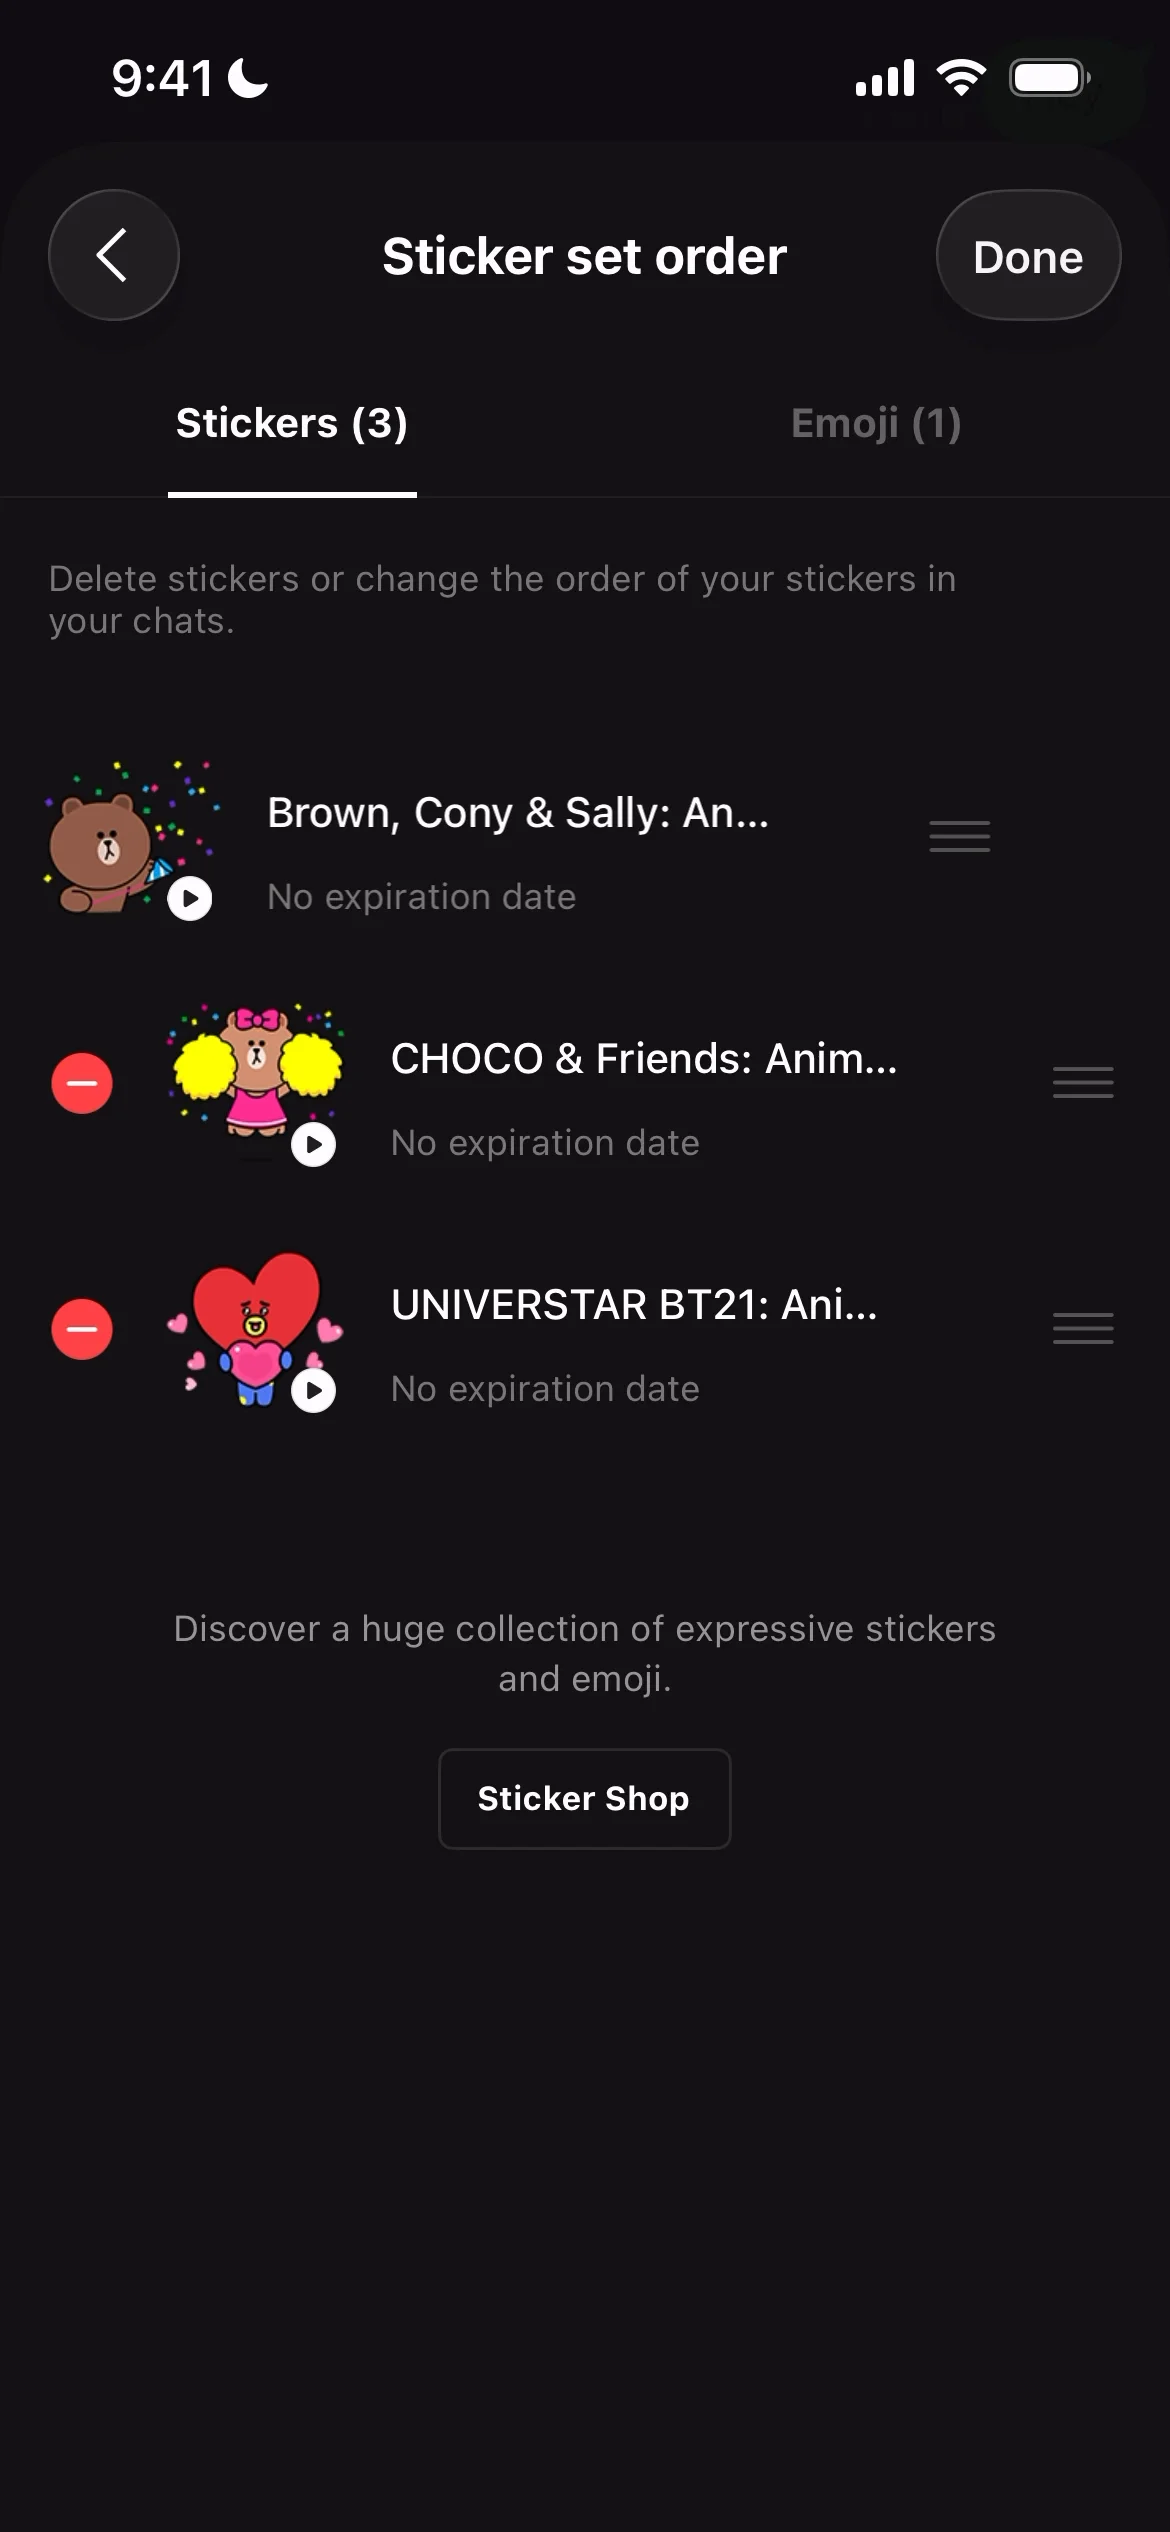 9:41
Sticker set order
Done
Stickers (3)
Emoji (1)
Delete stickers or change the order of your stickers in
your chats.
Brown, Cony & Sally: An...
No expiration date
CHOCO & Friends: Anim...
No expiration date
UNIVERSTAR BT21: Ani...
No expiration date
Discover a huge collection of expressive stickers
and emoji.
Sticker Shop